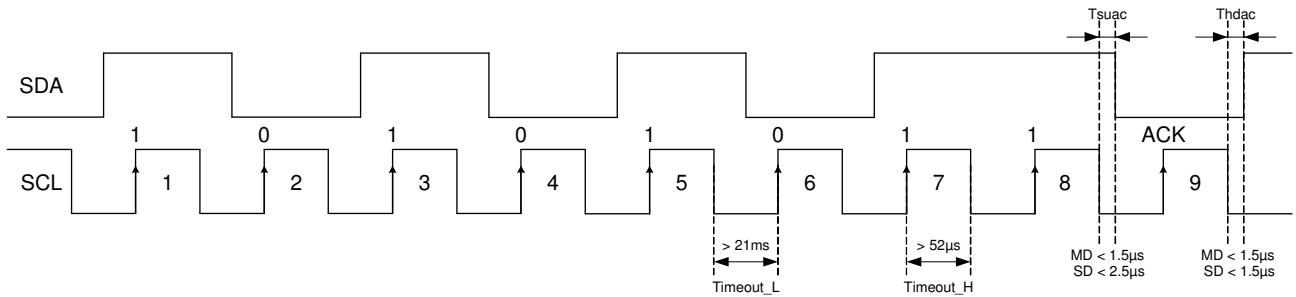 Tsuac Thdac
SDA
1 0 1 0 1 0 1 1 ACK
SCL 1 2 3 4 5 6 7 8 9
> 21ms > 52µs MD < 1.5µs MD < 1.5µs
SD < 2.5µs SD < 1.5µs
Timeout_L Timeout_H